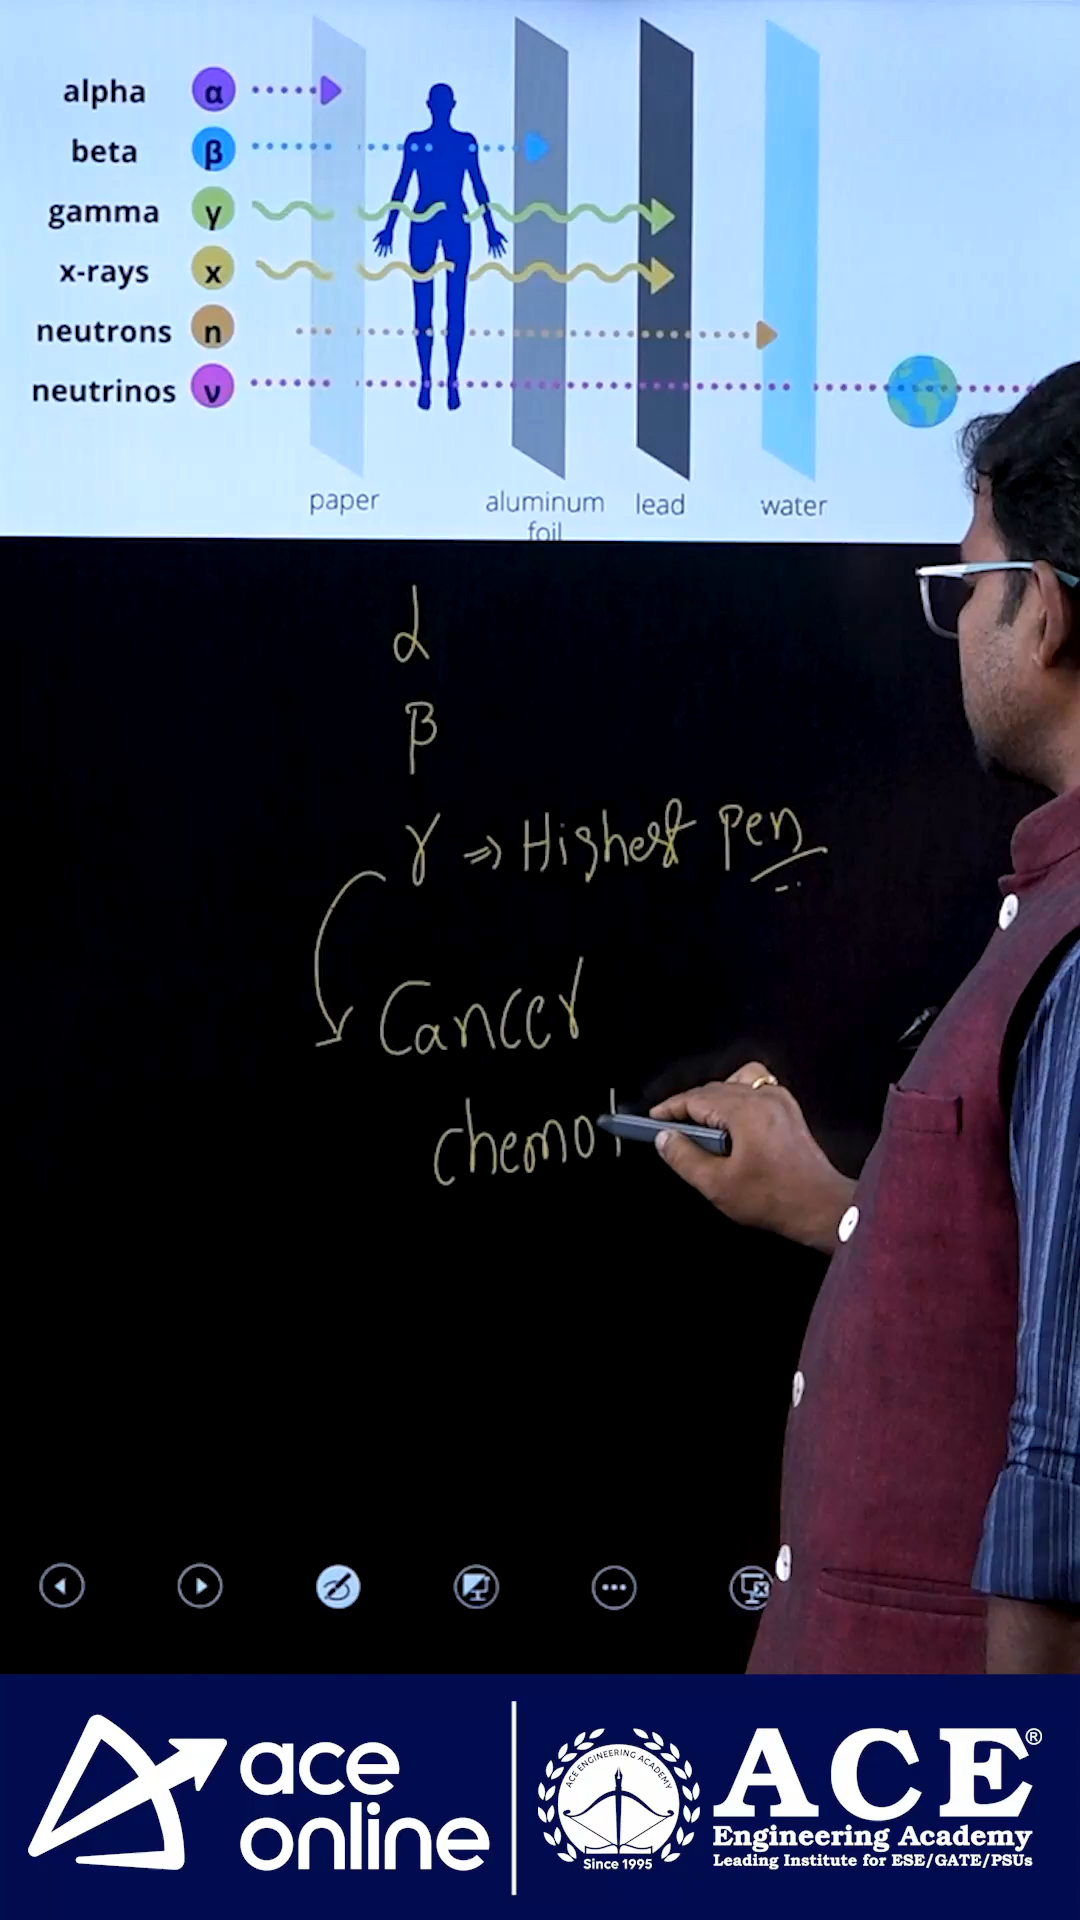 alpha α
beta β
gamma γ
x-rays x
neutrons n
neutrinos ν
paper aluminum foil lead water
α
β
γ ⇒ Highest Pen
Cancer
chemot
ace online
ACE ENGINEERING ACADEMY
Since 1995
ACE®
Engineering Academy
Leading Institute for ESE/GATE/PSUs